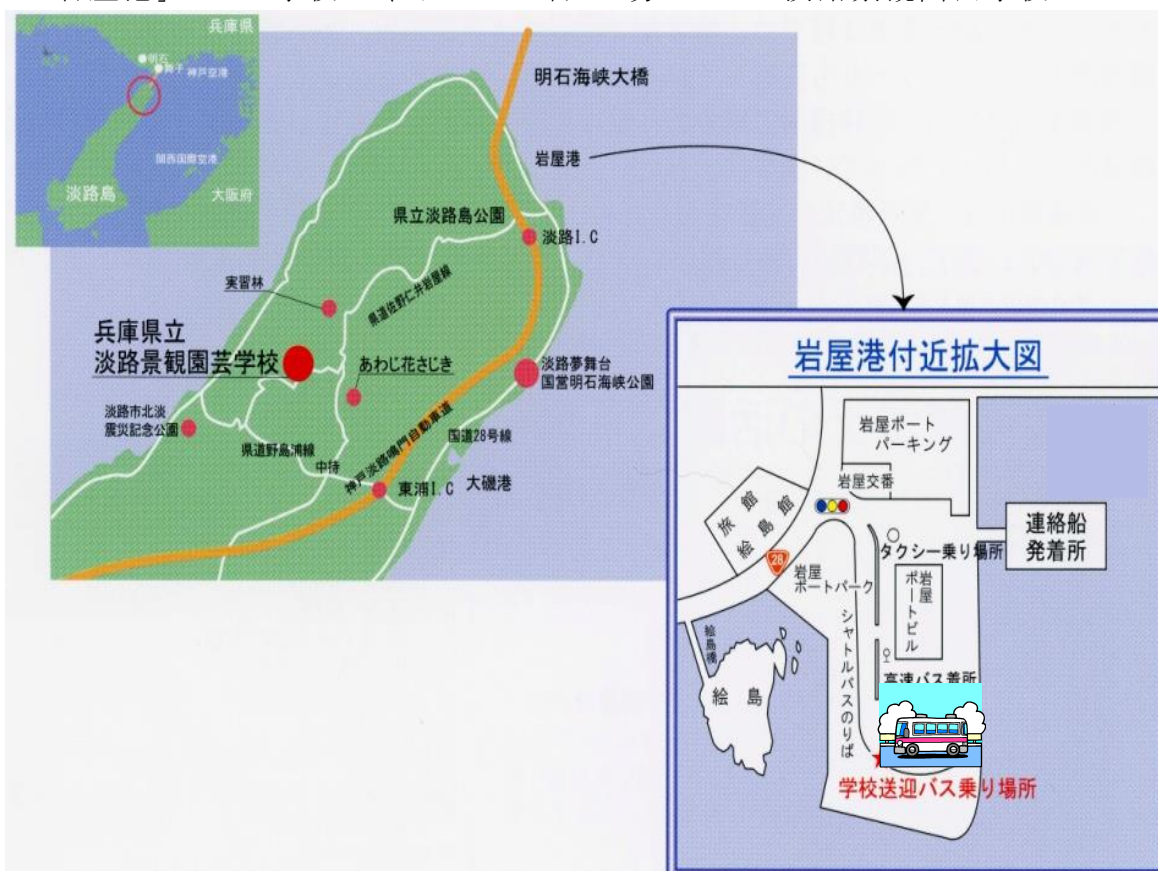 兵庫県
明石
舞子
神戸空港
関西国際空港
淡路島
大阪府
明石海峡大橋
岩屋港
県立淡路島公園
淡路I.C
実習林
県道佐野仁井岩屋線
兵庫県立
淡路景観園芸学校
あわじ花さじき
淡路夢舞台
国営明石海峡公園
淡路市北淡
震災記念公園
県道野島浦線
中持
神戸淡路鳴門自動車道
国道28号線
大磯港
東浦I.C
岩屋港付近拡大図
岩屋ポート
パーキング
岩屋交番
旅館
絵島館
連絡船
発着所
タクシー乗り場所
28
岩屋
ポートパーク
岩屋
ポートビル
シャトルバスのりば
絵島橋
絵島
高速バス着所
学校送迎バス乗り場所